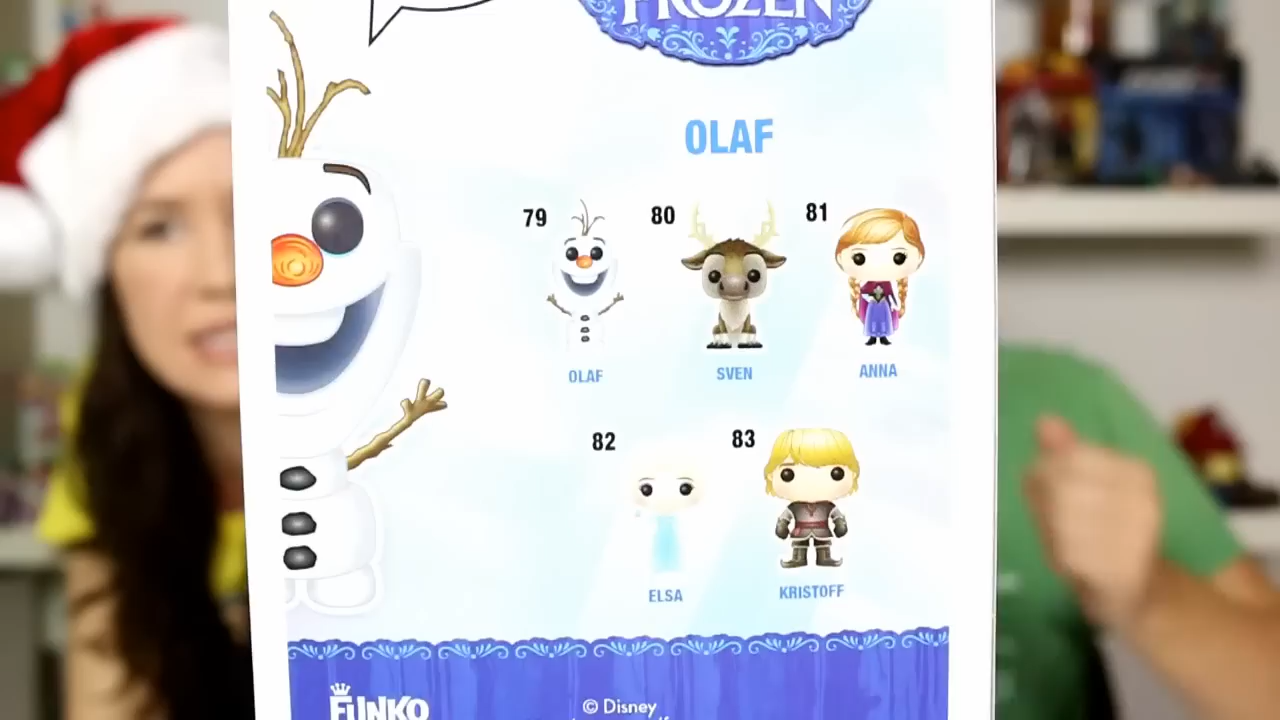 FROZEN
OLAF
79
80
81
OLAF
SVEN
ANNA
82
83
ELSA
KRISTOFF
FUNKO
© Disney